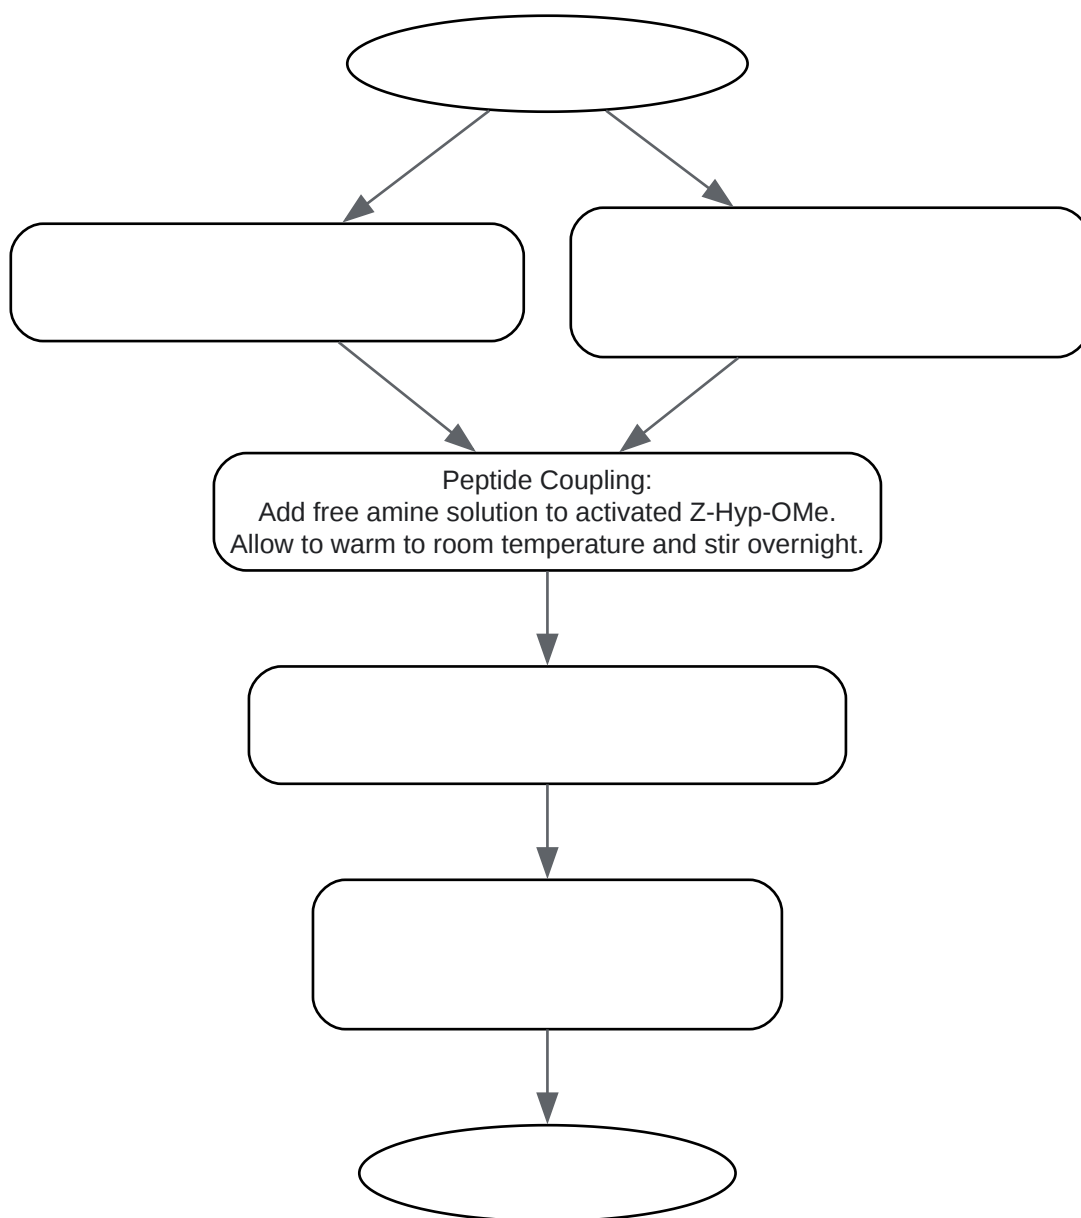 Peptide Coupling:
Add free amine solution to activated Z-Hyp-OMe.
Allow to warm to room temperature and stir overnight.